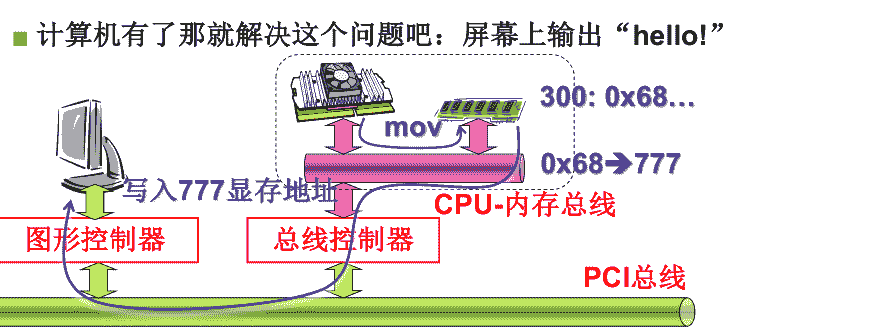 计算机有了那就解决这个问题吧：屏幕上输出“hello!”
300: 0x68…
mov
0x68➔777
写入777显存地址
CPU-内存总线
图形控制器
总线控制器
PCI总线